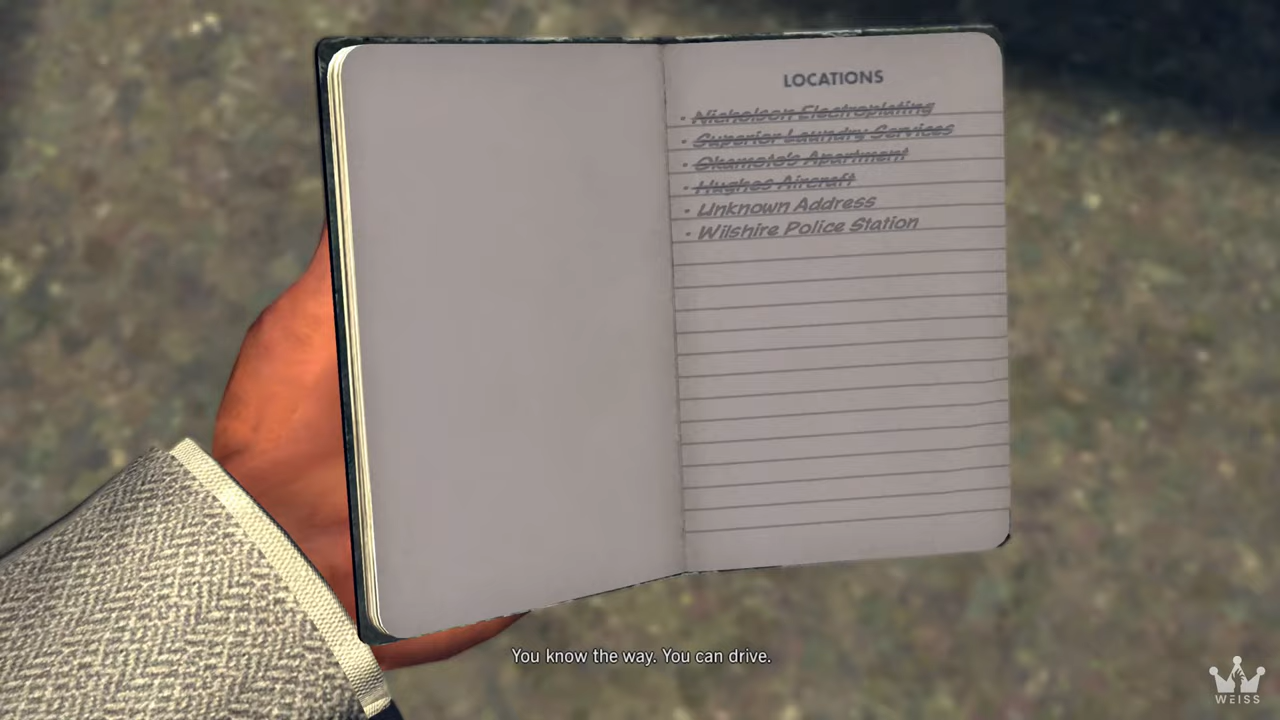 LOCATIONS
• Nicholson Electroplating
• Superior Laundry Services
• Okamoto's Apartment
• Hughes Aircraft
• Unknown Address
• Wilshire Police Station
You know the way. You can drive.
WEISS